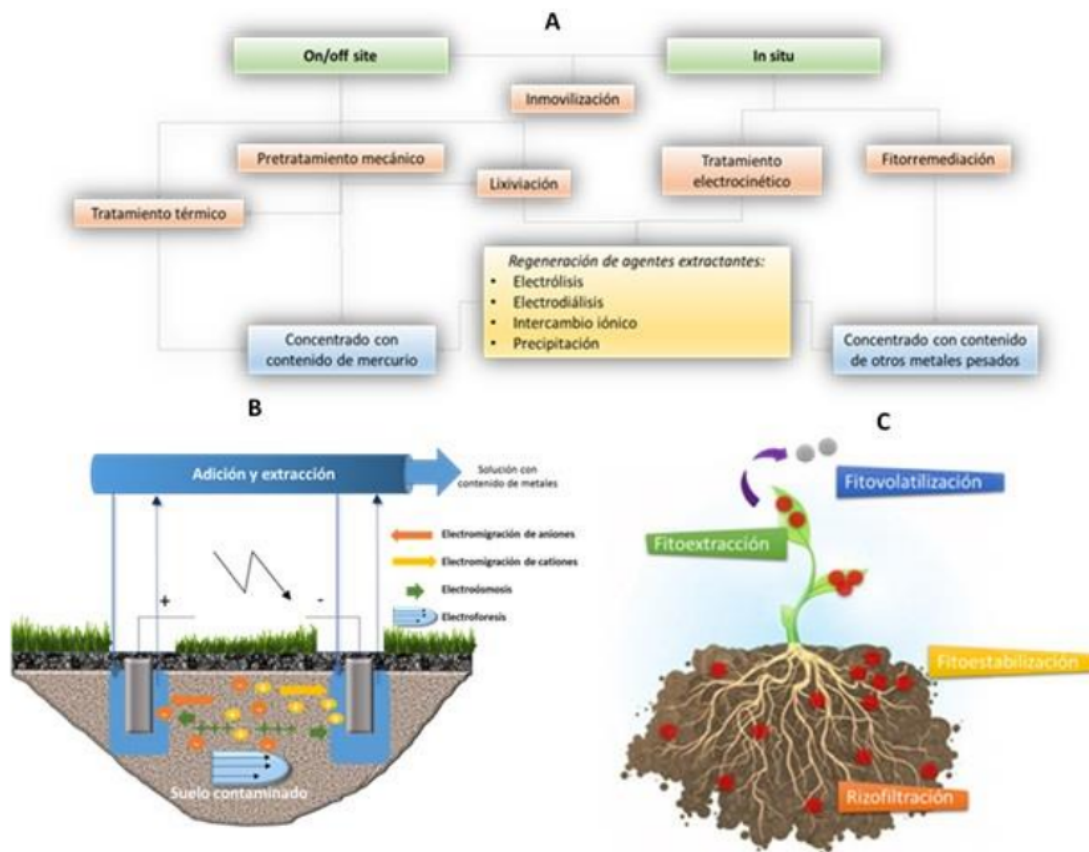 A
On/off site
In situ
Inmovilización
Pretratamiento mecánico
Tratamiento
electrocinético
Fitorremediación
Lixiviación
Tratamiento térmico
Regeneración de agentes extractantes:
• Electrólisis
• Electrodiálisis
• Intercambio iónico
• Precipitación
Concentrado con
contenido de mercurio
Concentrado con contenido
de otros metales pesados
B
Adición y extracción
Solución con
contenido de metales
Electromigración de aniones
Electromigración de cationes
Electroósmosis
Electroforesis
+
-
Suelo contaminado
C
Fitovolatilización
Fitoextracción
Fitoestabilización
Rizofiltración